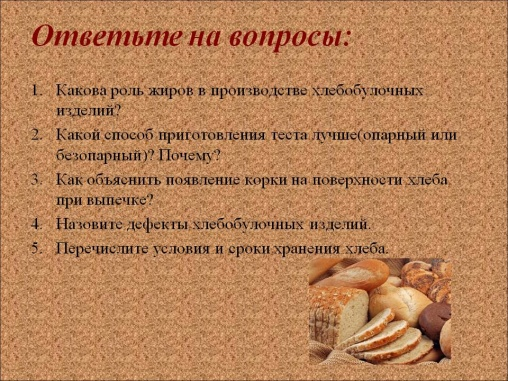 Ответьте на вопросы:
1. Какова роль жиров в производстве хлебобулочных
изделий?
2. Какой способ приготовления теста лучше(опарный или
безопарный)? Почему?
3. Как объяснить появление корки на поверхности хлеба
при выпечке?
4. Назовите дефекты хлебобулочных изделий.
5. Перечислите условия и сроки хранения хлеба.